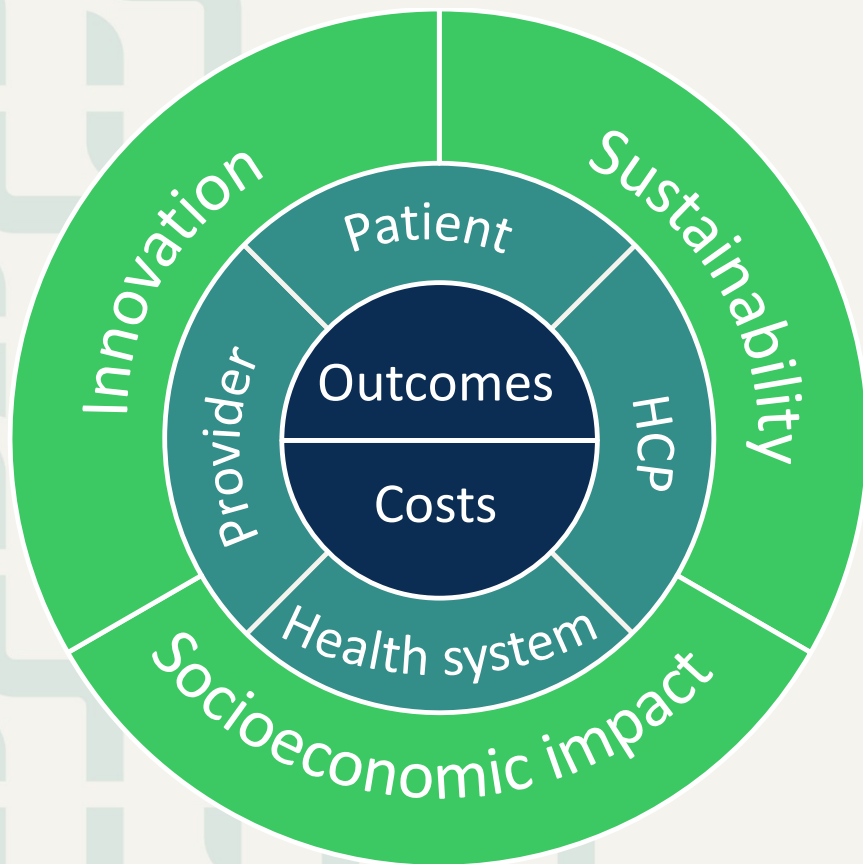 Innovation
Sustainability
Patient
Provider
HCP
Outcomes
Costs
Health system
Socioeconomic impact